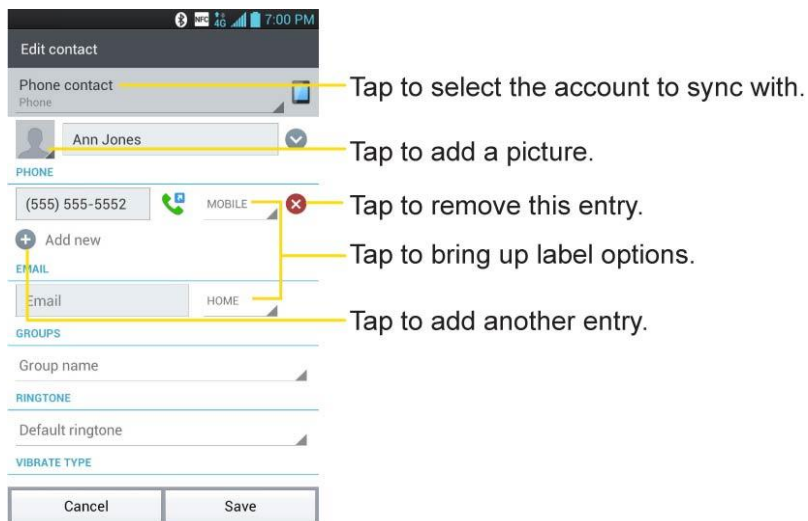 NFC 4G 7:00 PM
Edit contact
Phone contact
Phone
Tap to select the account to sync with.
Ann Jones
Tap to add a picture.
PHONE
(555) 555-5552 MOBILE
Tap to remove this entry.
Add new
Tap to bring up label options.
EMAIL
Email HOME
Tap to add another entry.
GROUPS
Group name
RINGTONE
Default ringtone
VIBRATE TYPE
Cancel Save